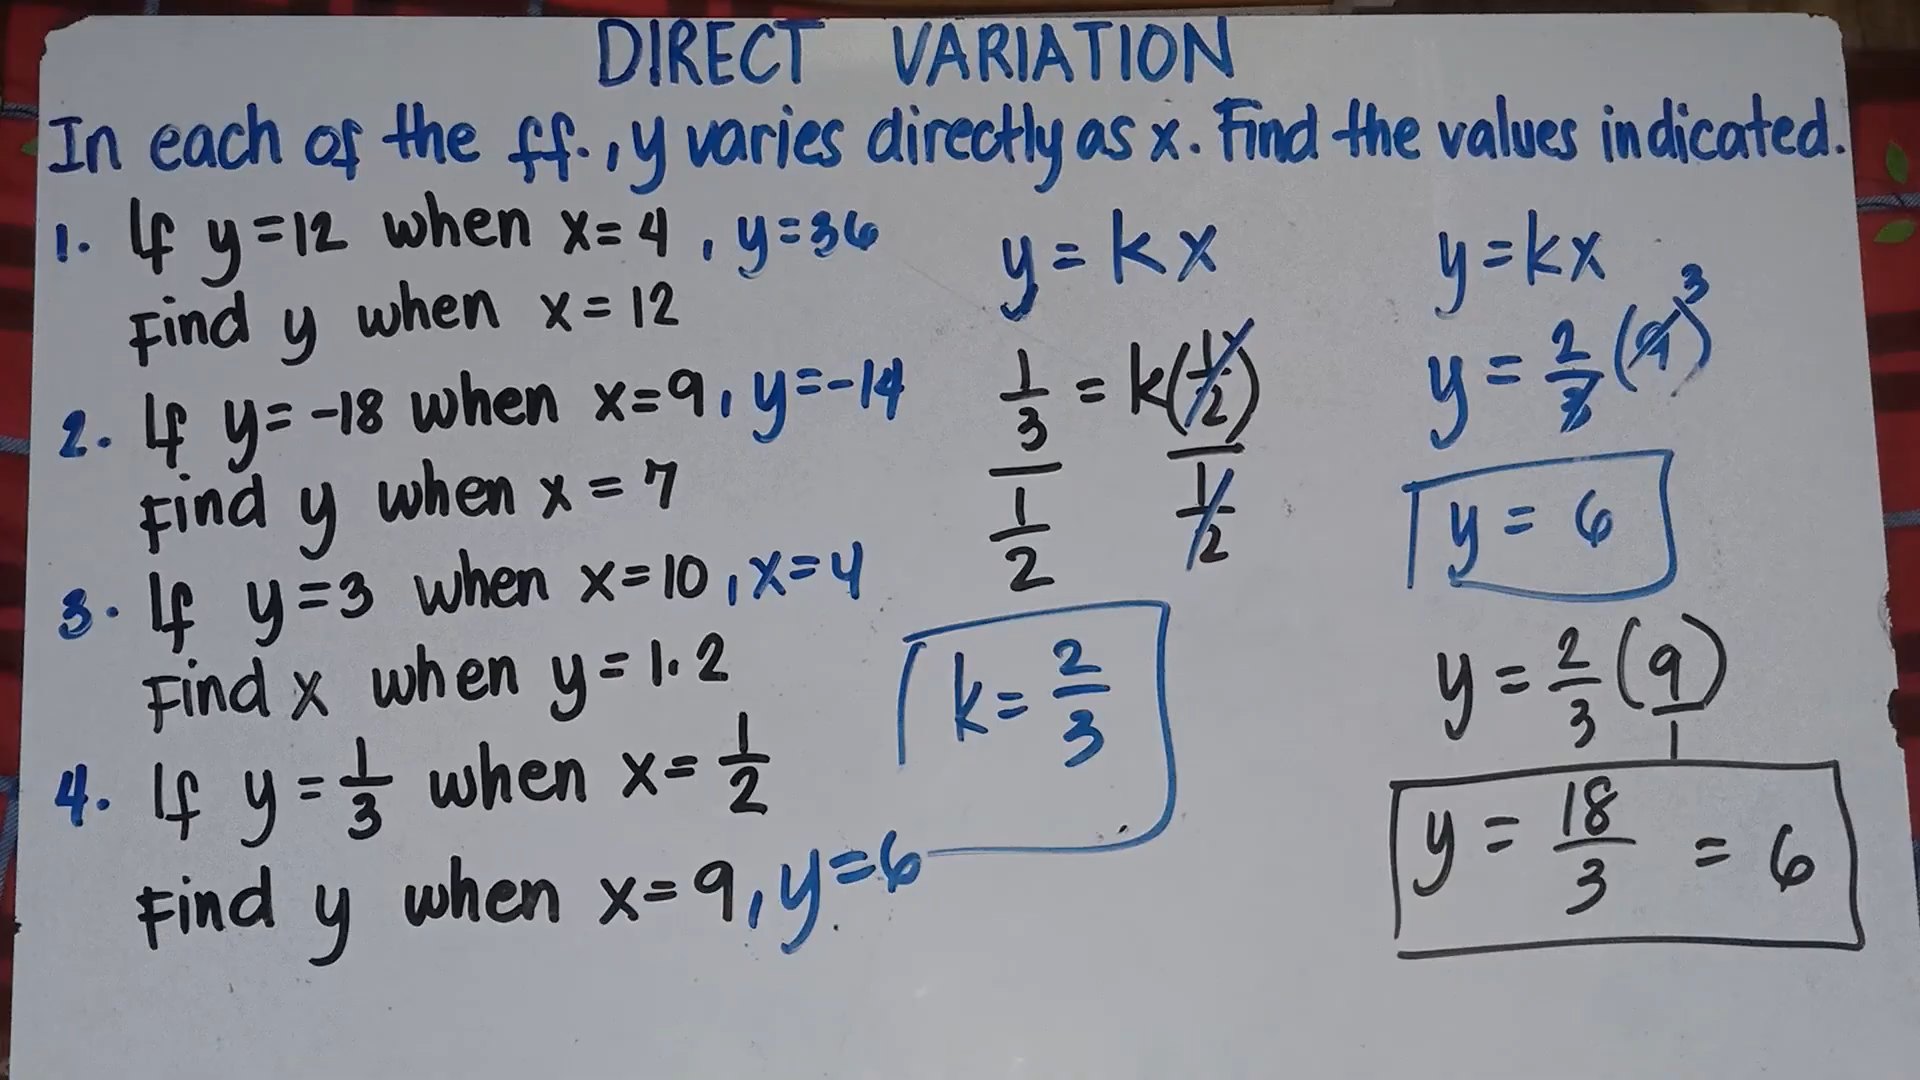 DIRECT VARIATION
In each of the ff., y varies directly as x. Find the values indicated.
1. If y=12 when x=4, y=36
Find y when x=12
2. If y=-18 when x=9, y=-14
Find y when x=7
3. If y=3 when x=10, x=4
Find x when y=1.2
4. If y=1/3 when x=1/2
Find y when x=9, y=6
y=kx
1/3 = k(1/2)
1/2 1/2
k=2/3
y=kx
y=2/3(9) 3
y=6
y=2/3(9/1)
y=18/3 = 6